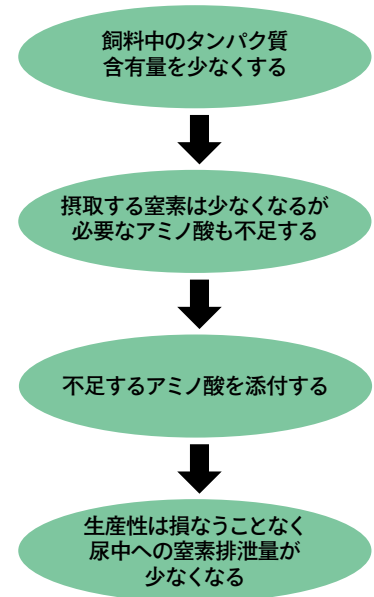 飼料中のタンパク質
含有量を少なくする
摂取する窒素は少なくなるが
必要なアミノ酸も不足する
不足するアミノ酸を添付する
生産性は損なうことなく
尿中への窒素排泄量が
少なくなる